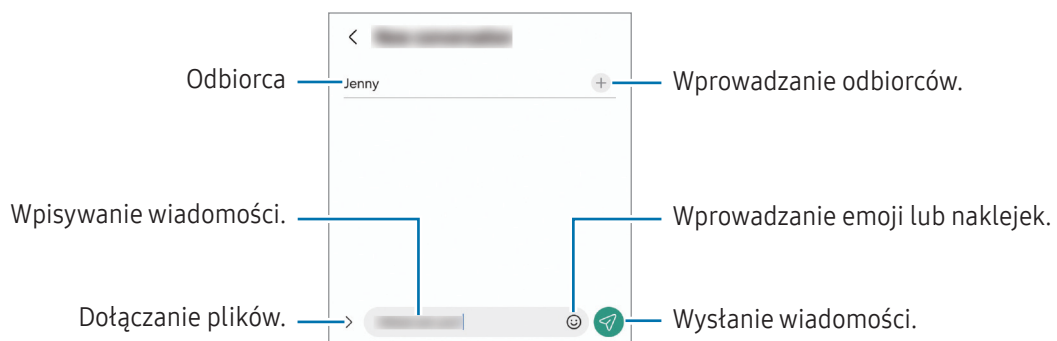 Odbiorca
Jenny
Wprowadzanie odbiorców.
Wpisywanie wiadomości.
Wprowadzanie emoji lub naklejek.
Dołączanie plików.
Wysłanie wiadomości.